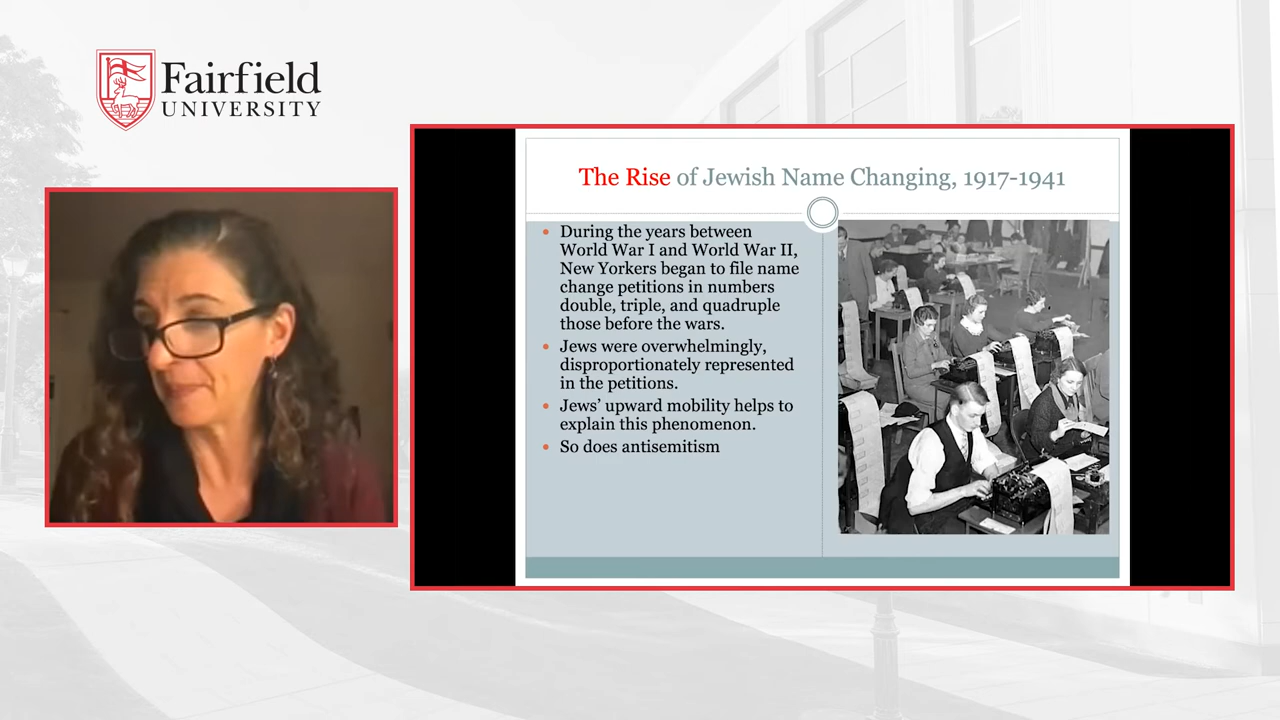 Fairfield
UNIVERSITY
The Rise of Jewish Name Changing, 1917-1941
• During the years between
World War I and World War II,
New Yorkers began to file name
change petitions in numbers
double, triple, and quadruple
those before the wars.
• Jews were overwhelmingly,
disproportionately represented
in the petitions.
• Jews’ upward mobility helps to
explain this phenomenon.
• So does antisemitism